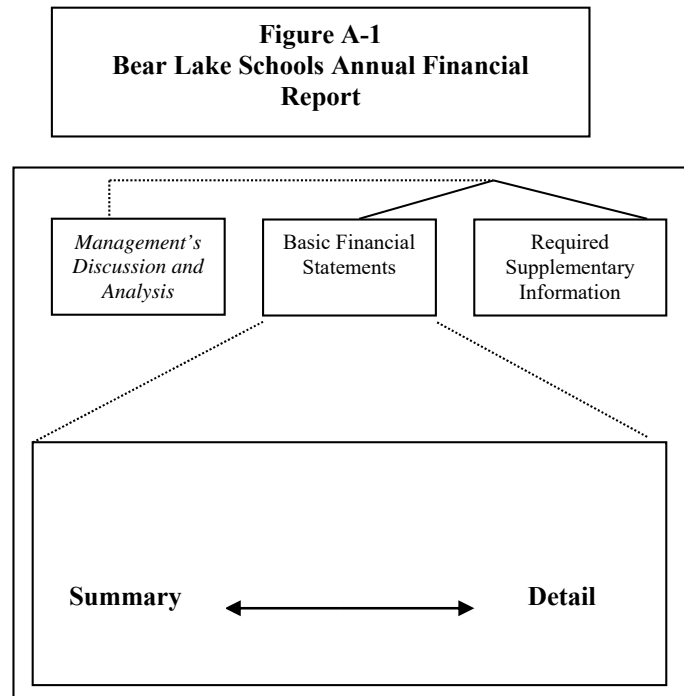 Figure A-1
Bear Lake Schools Annual Financial
Report
Management’s
Discussion and
Analysis
Basic Financial
Statements
Required
Supplementary
Information
Summary
Detail